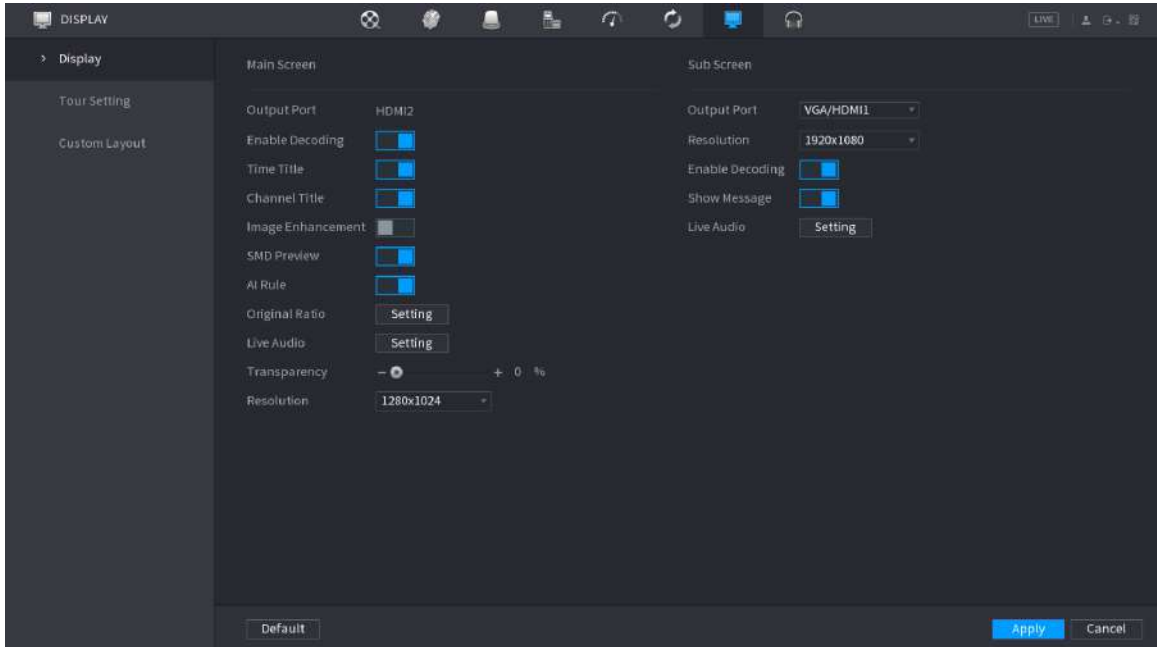 DISPLAY
LIVE
Display
Tour Setting
Custom Layout
Main Screen
Output Port HDMI2
Enable Decoding
Time Title
Channel Title
Image Enhancement
SMD Preview
AI Rule
Original Ratio Setting
Live Audio Setting
Transparency − + 0 %
Resolution 1280x1024
Sub Screen
Output Port VGA/HDMI1
Resolution 1920x1080
Enable Decoding
Show Message
Live Audio Setting
Default
Apply Cancel